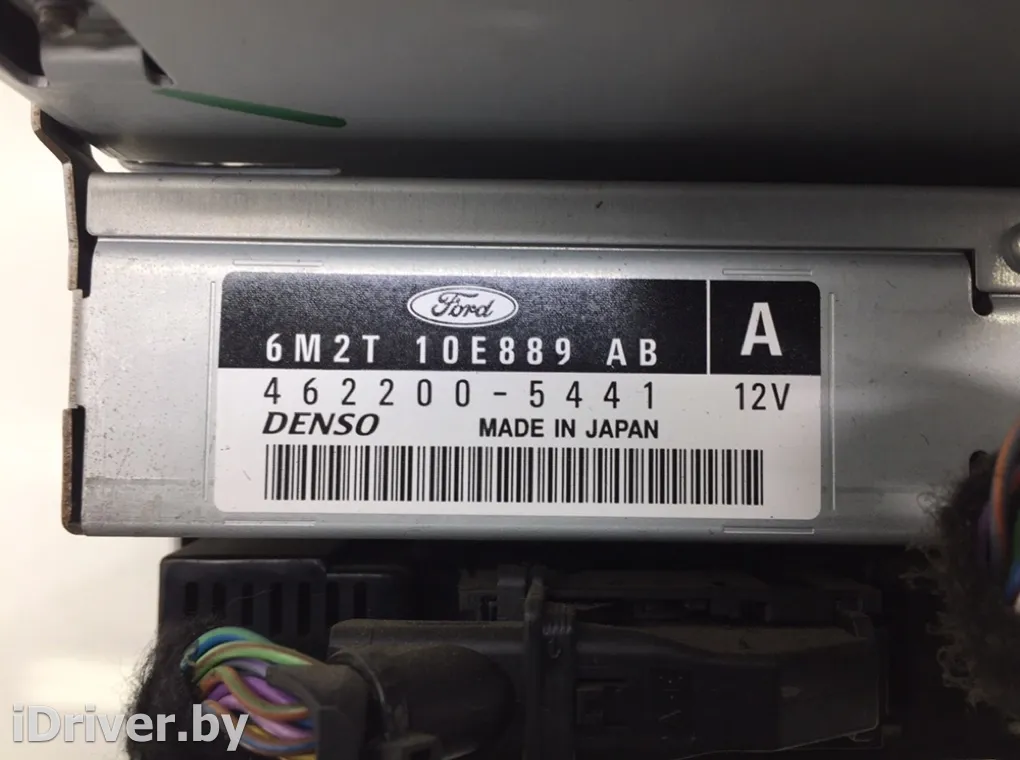 Ford
6M2T 10E889 AB
A
462200-5441
12V
DENSO
MADE IN JAPAN
iDriver.by